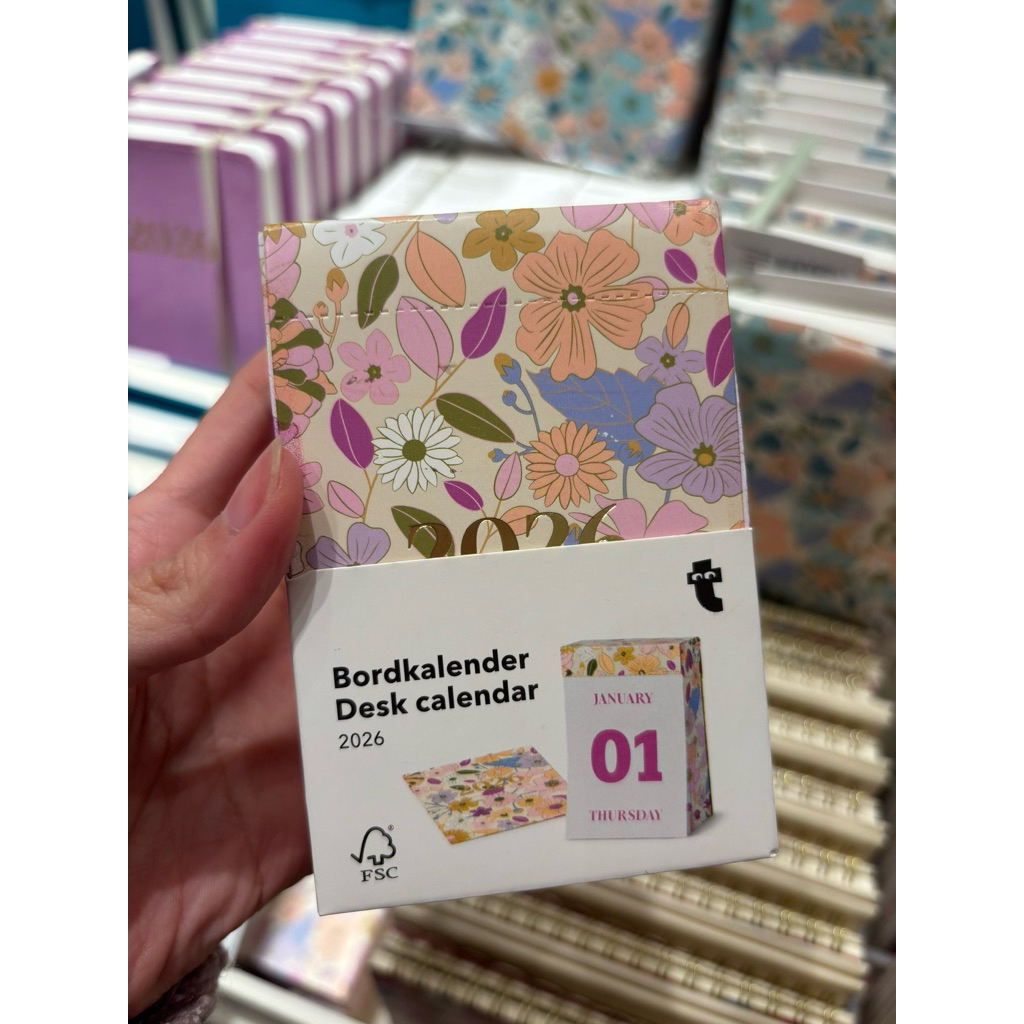 2026
Bordkalender
Desk calendar
2026
JANUARY
01
THURSDAY
FSC